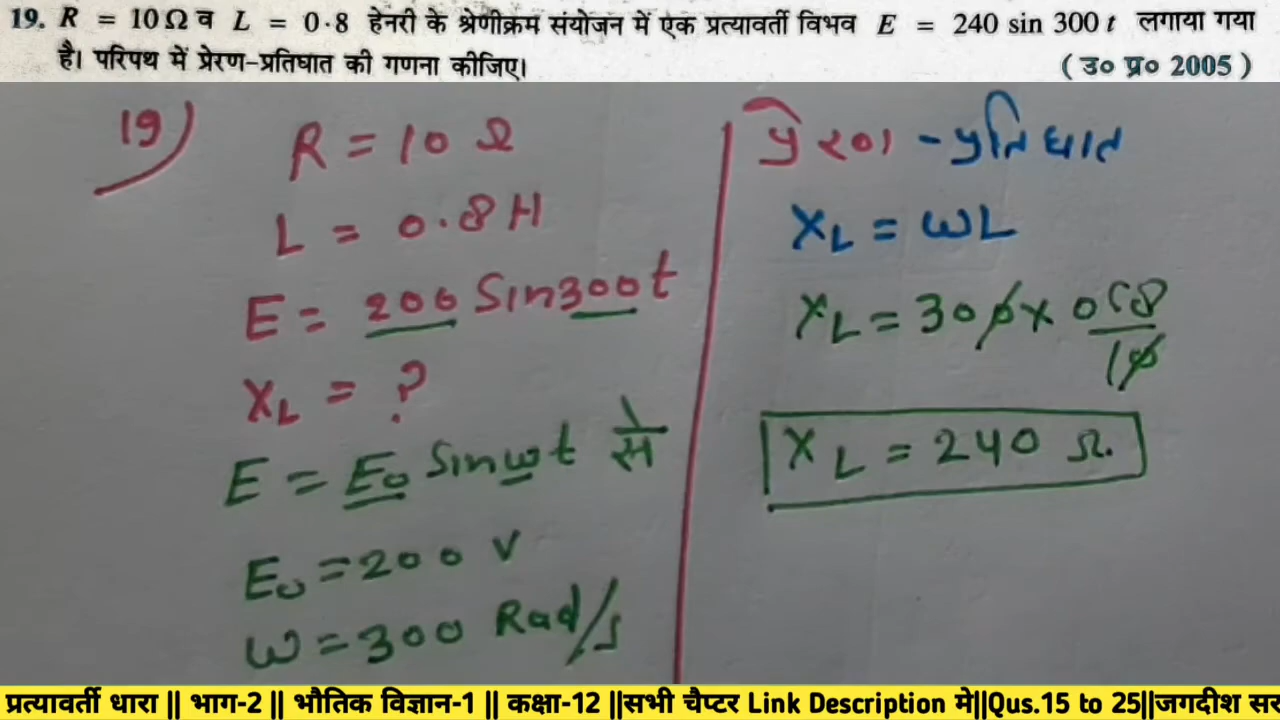 19. R = 10 Ω व L = 0·8 हेनरी के श्रेणीक्रम संयोजन में एक प्रत्यावर्ती विभव E = 240 sin 300 t लगाया गया
है। परिपथ में प्रेरण-प्रतिघात की गणना कीजिए।
( उ० प्र० 2005 )
19)
R = 10 Ω
L = 0.8 H
E = 200 Sin300t
XL = ?
E = E0 Sinωt से
E0 = 200 V
ω = 300 Rad/s
प्रेरण - प्रतिघात
XL = ωL
XL = 300 × 08/10
XL = 240 Ω.
प्रत्यावर्ती धारा || भाग-2 || भौतिक विज्ञान-1 || कक्षा-12 ||सभी चैप्टर Link Description मे||Qus.15 to 25||जगदीश सर